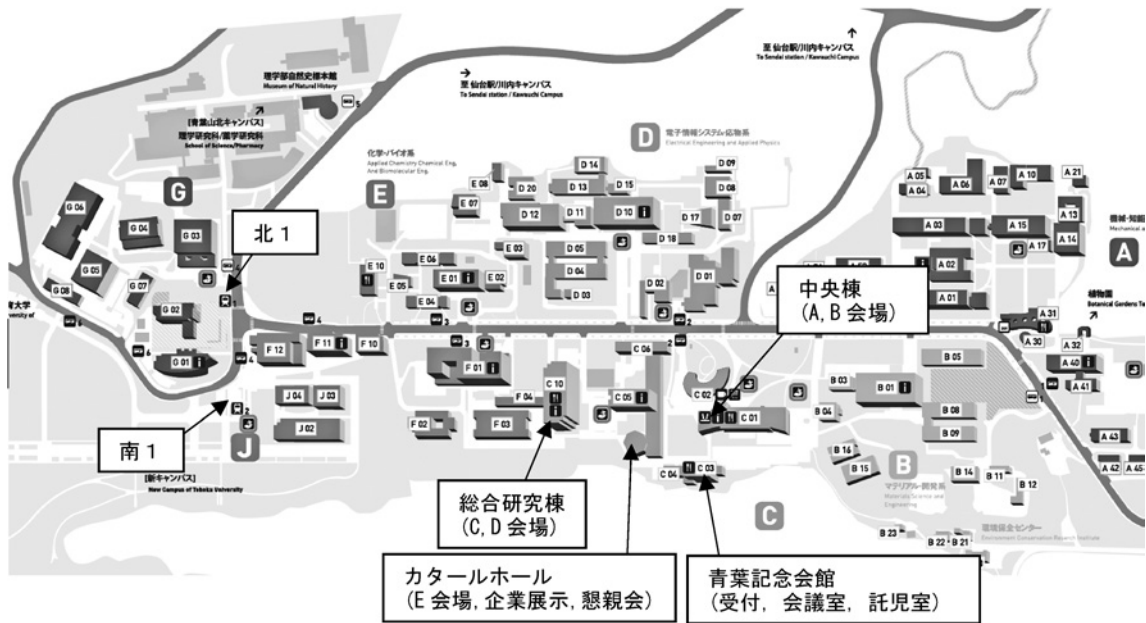 至 仙台駅/川内キャンパス
To Sendai station / Kawauchi Campus
至 仙台駅/川内キャンパス
To Sendai station / Kawauchi Campus
理学部自然史標本館
Museum of Natural History
[青葉山北キャンパス]
理学研究科/薬学研究科
School of Science/Pharmacy
化学・バイオ系
Applied Chemistry Chemical Eng.
And Biomolecular Eng.
電子情報システム・応物系
Electrical Engineering and Applied Physics
機械・知能
Mechanical a
植物園
Botanical Gardens To
育大学
University of
[新キャンパス]
マテリアル・開発系
Materials Science and
Engineering
環境保全センター
Environment Conservation Research Institute
G
E
D
A
J
B
C
北1
南1
中央棟
(A, B 会場)
総合研究棟
(C, D 会場)
カタールホール
(E 会場, 企業展示, 懇親会)
青葉記念会館
(受付, 会議室, 託児室)
G 06
G 04
G 03
G 05
G 08
G 07
G 02
G 01
F 12
F 11
F 10
J 04
J 03
J 02
E 08
E 07
E 10
E 06
E 05
E 04
E 01
E 02
E 03
D 20
D 14
D 13
D 15
D 12
D 11
D 10
D 09
D 08
D 07
D 17
D 18
D 05
D 04
D 03
D 02
D 01
F 01
F 02
F 03
F 04
C 10
C 06
C 05
C 02
C 01
C 04
C 03
B 05
B 03
B 01
B 04
B 08
B 09
B 16
B 15
B 14
B 11
B 12
B 23
B 22
B 21
A 05
A 04
A 06
A 07
A 10
A 21
A 03
A 15
A 13
A 14
A 17
A 02
A 01
A 31
A 30
A 32
A 40
A 41
A 43
A 42
A 45